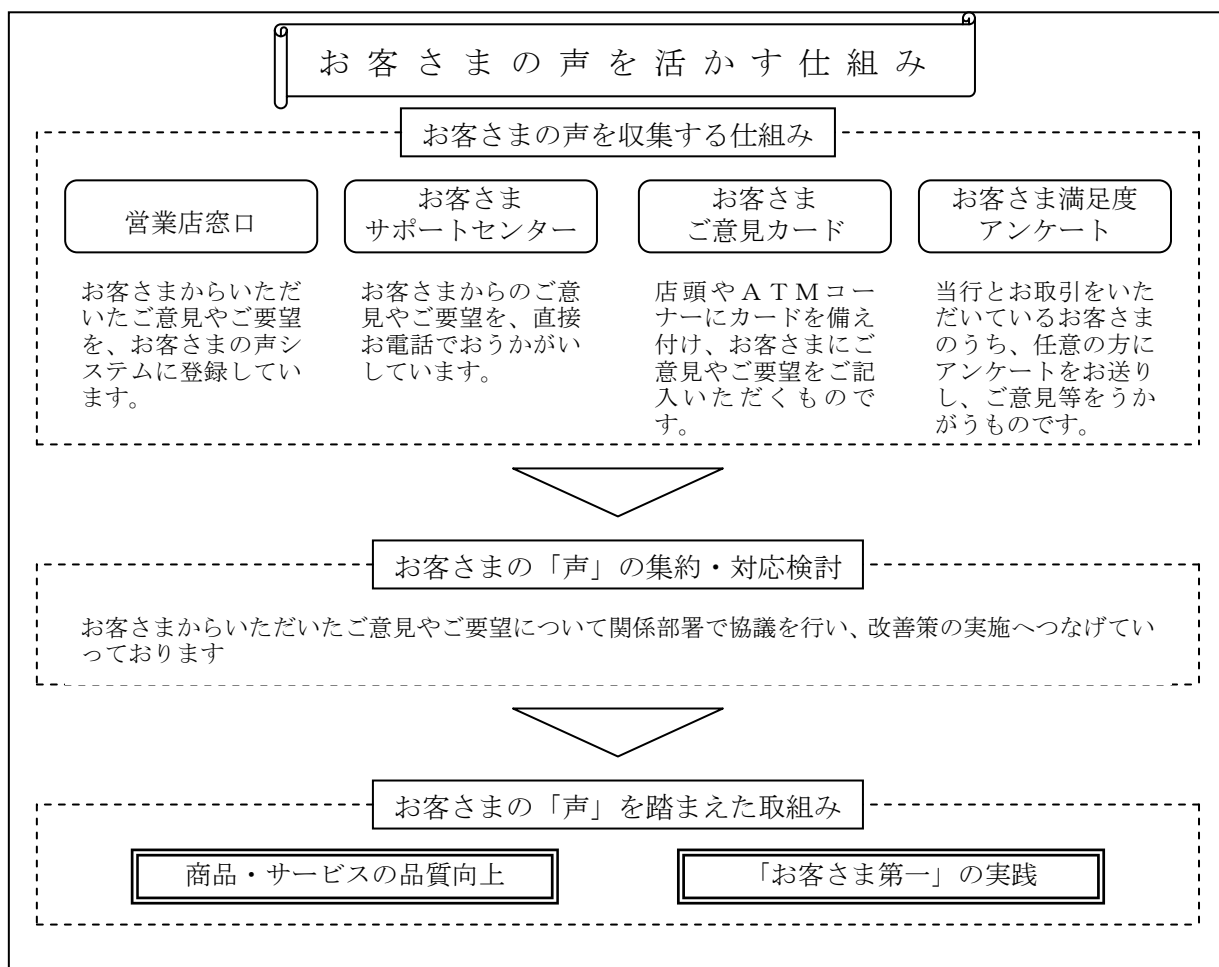 お客さまの声を活かす仕組み
お客さまの声を収集する仕組み
営業店窓口
お客さまからいただ
いたご意見やご要望
を、お客さまの声シ
ステムに登録してい
ます。
お客さま
サポートセンター
お客さまからのご意
見やご要望を、直接
お電話でおうかがい
しています。
お客さま
ご意見カード
店頭やＡＴＭコー
ナーにカードを備え
付け、お客さまにご
意見やご要望をご記
入いただくもので
す。
お客さま満足度
アンケート
当行とお取引をいた
だいているお客さま
のうち、任意の方に
アンケートをお送り
し、ご意見等をうか
がうものです。
お客さまの「声」の集約・対応検討
お客さまからいただいたご意見やご要望について関係部署で協議を行い、改善策の実施へつなげてい
っております
お客さまの「声」を踏まえた取組み
商品・サービスの品質向上
「お客さま第一」の実践